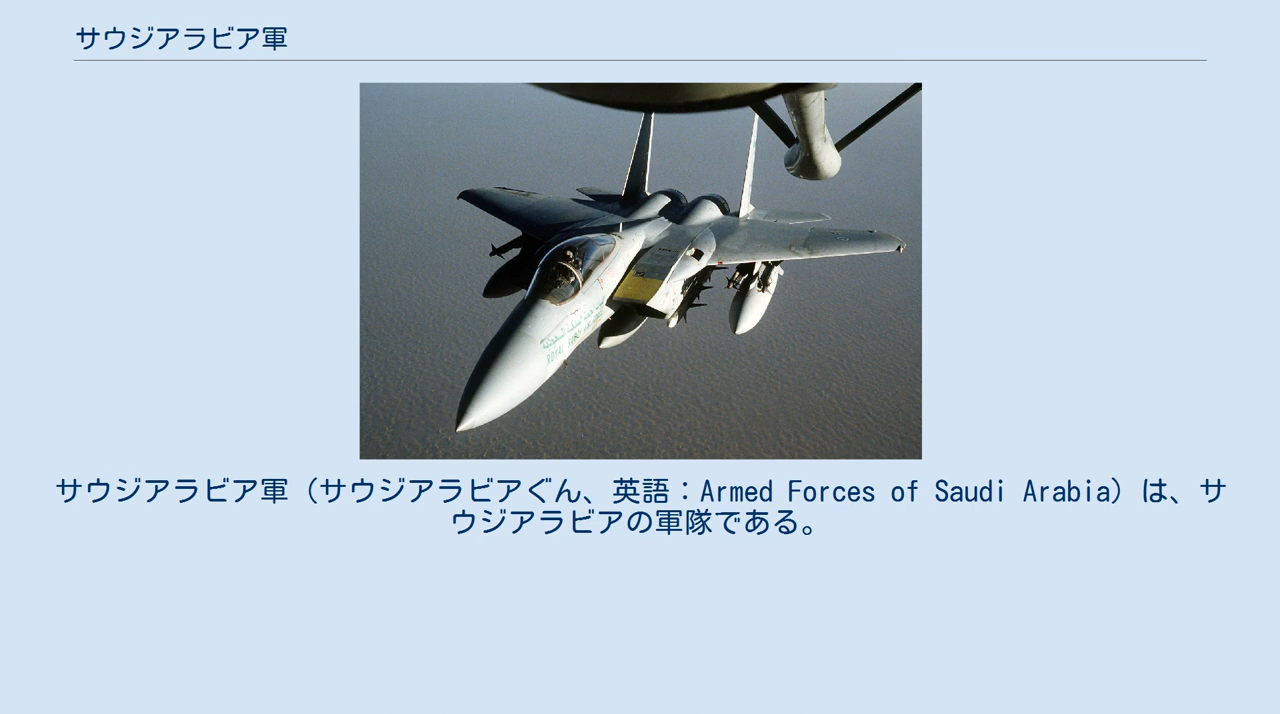 サウジアラビア軍
サウジアラビア軍（サウジアラビアぐん、英語：Armed Forces of Saudi Arabia）は、サ
ウジアラビアの軍隊である。
ROYAL